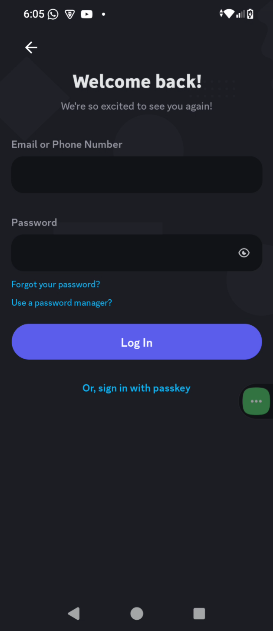 6:05
Welcome back!
We're so excited to see you again!
Email or Phone Number
Password
Forgot your password?
Use a password manager?
Log In
Or, sign in with passkey